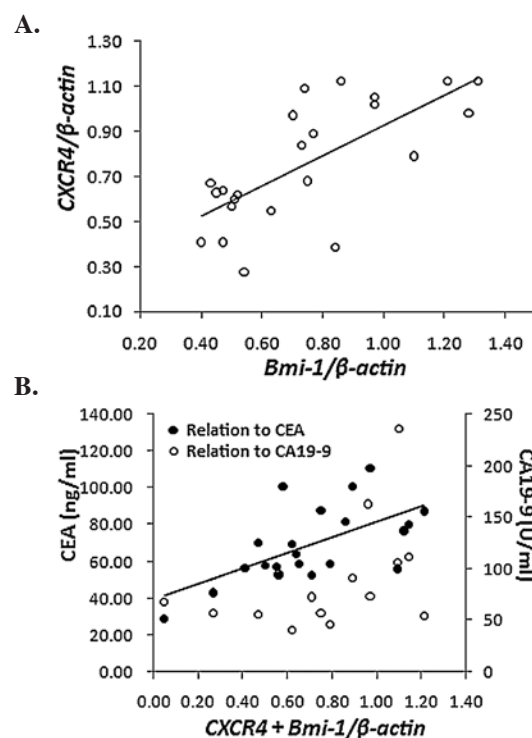 A.
1.30
1.10
0.90
0.70
0.50
0.30
0.10
CXCR4/β-actin
0.20 0.40 0.60 0.80 1.00 1.20 1.40
Bmi-1/β-actin
B.
140.00
120.00
100.00
80.00
60.00
40.00
20.00
0.00
CEA (ng/ml)
Relation to CEA
Relation to CA19-9
250
200
150
100
50
0
CA19-9(U/ml)
0.00 0.20 0.40 0.60 0.80 1.00 1.20 1.40
CXCR4 + Bmi-1/β-actin